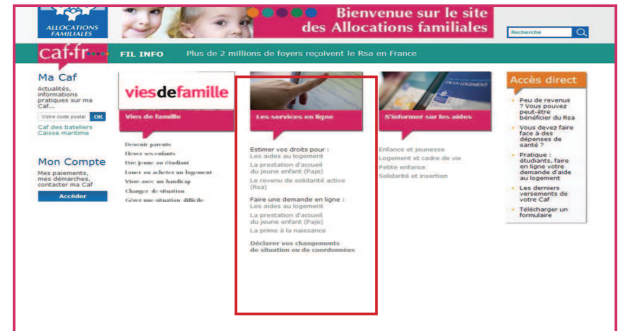 ALLOCATIONS
FAMILIALES
Bienvenue sur le site
des Allocations familiales
Recherche
caf.fr
FIL INFO
Plus de 2 millions de foyers reçoivent le Rsa en France
Ma Caf
Actualités,
informations
pratiques sur ma
Caf...
Votre code postal OK
Caf des bateliers
Caisse maritime
Mon Compte
Mes paiements,
mes démarches,
contacter ma Caf
Accéder
viesdefamille
Vies de famille
Devenir parents
Élever ses enfants
Etre jeune ou étudiant
Louer ou acheter un logement
Vivre avec un handicap
Changer de situation
Gérer une situation difficile
Les services en ligne
Estimer vos droits pour :
Les aides au logement
La prestation d'accueil
du jeune enfant (Paje)
Le revenu de solidarité active
(Rsa)
Faire une demande en ligne :
Les aides au logement
La prestation d'accueil
du jeune enfant (Paje)
La prime à la naissance
Déclarer vos changements
de situation ou de coordonnées
S'informer sur les aides
Enfance et jeunesse
Logement et cadre de vie
Petite enfance
Solidarité et insertion
Accès direct
Peu de revenus
? Vous pouvez
peut-être
bénéficier du Rsa
Vous devez faire
face à des
dépenses de
santé ?
Pratique :
étudiants, faire
en ligne votre
demande d'aide
au logement
Les derniers
versements de
votre Caf
Télécharger un
formulaire